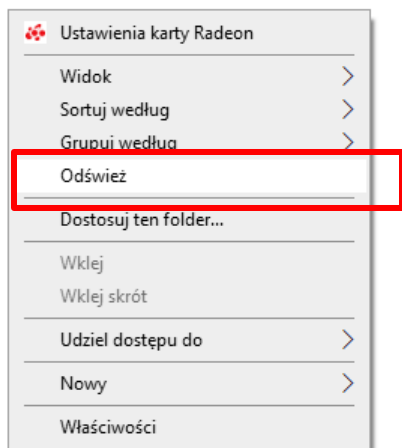 Ustawienia karty Radeon
Widok
Sortuj według
Grupuj według
Odśwież
Dostosuj ten folder...
Wklej
Wklej skrót
Udziel dostępu do
Nowy
Właściwości